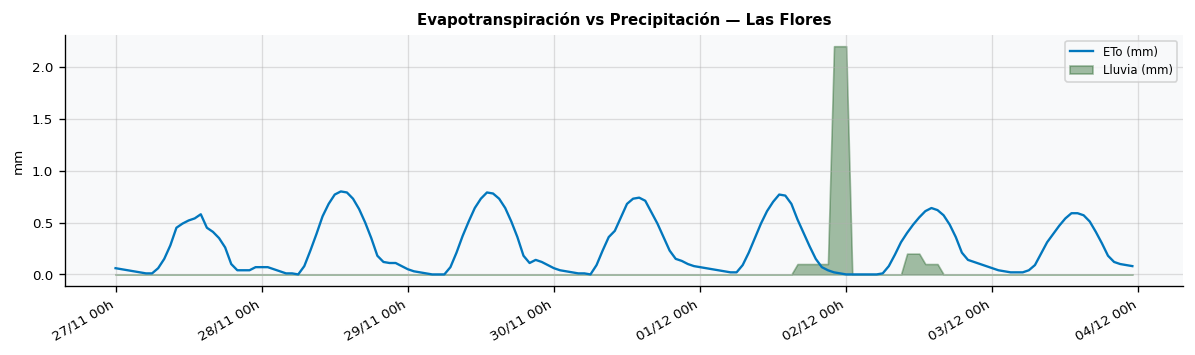 Evapotranspiración vs Precipitación — Las Flores
ETo (mm)
Lluvia (mm)
mm
2.0
1.5
1.0
0.5
0.0
27/11 00h
28/11 00h
29/11 00h
30/11 00h
01/12 00h
02/12 00h
03/12 00h
04/12 00h